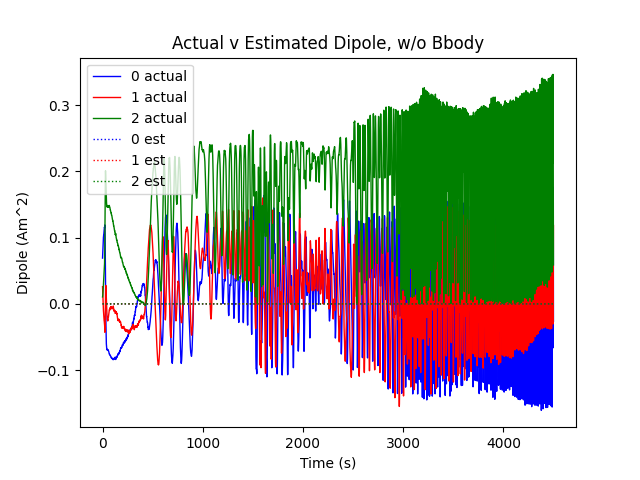 Actual v Estimated Dipole, w/o Bbody
0 actual
1 actual
2 actual
0 est
1 est
2 est
Dipole (Am^2)
0.3
0.2
0.1
0.0
−0.1
0 1000 2000 3000 4000
Time (s)